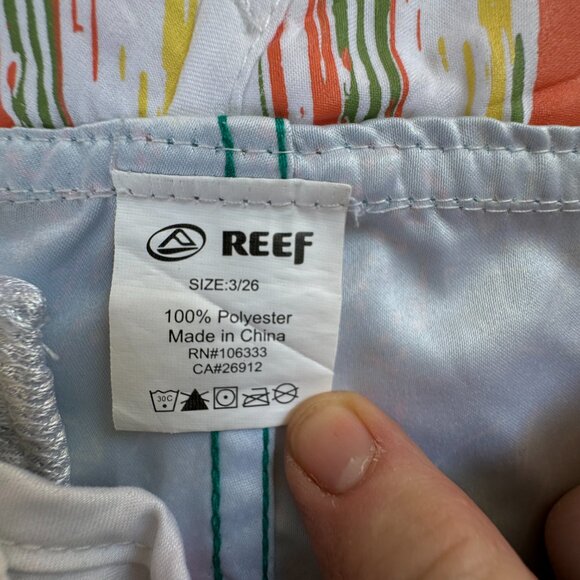 REEF
SIZE:3/26
100% Polyester
Made in China
RN#106333
CA#26912
30C